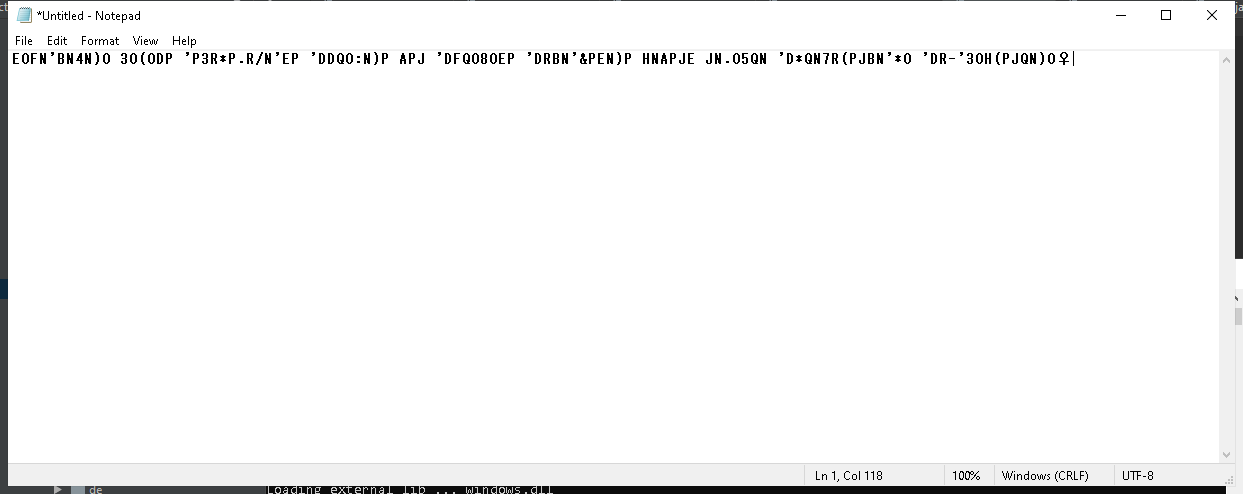 *Untitled - Notepad
File Edit Format View Help
EOFN'BN4N)O 3O(ODP 'P3R*P.R/N'EP 'DDQO:N)P APJ 'DFQO8OEP 'DRBN'&PEN)P HNAPJE JN.O5QN 'D*QN7R(PJBN'*O 'DR-'3OH(PJQN)O♀
Ln 1, Col 118 100% Windows (CRLF) UTF-8
de Loading external lib ... windows.dll